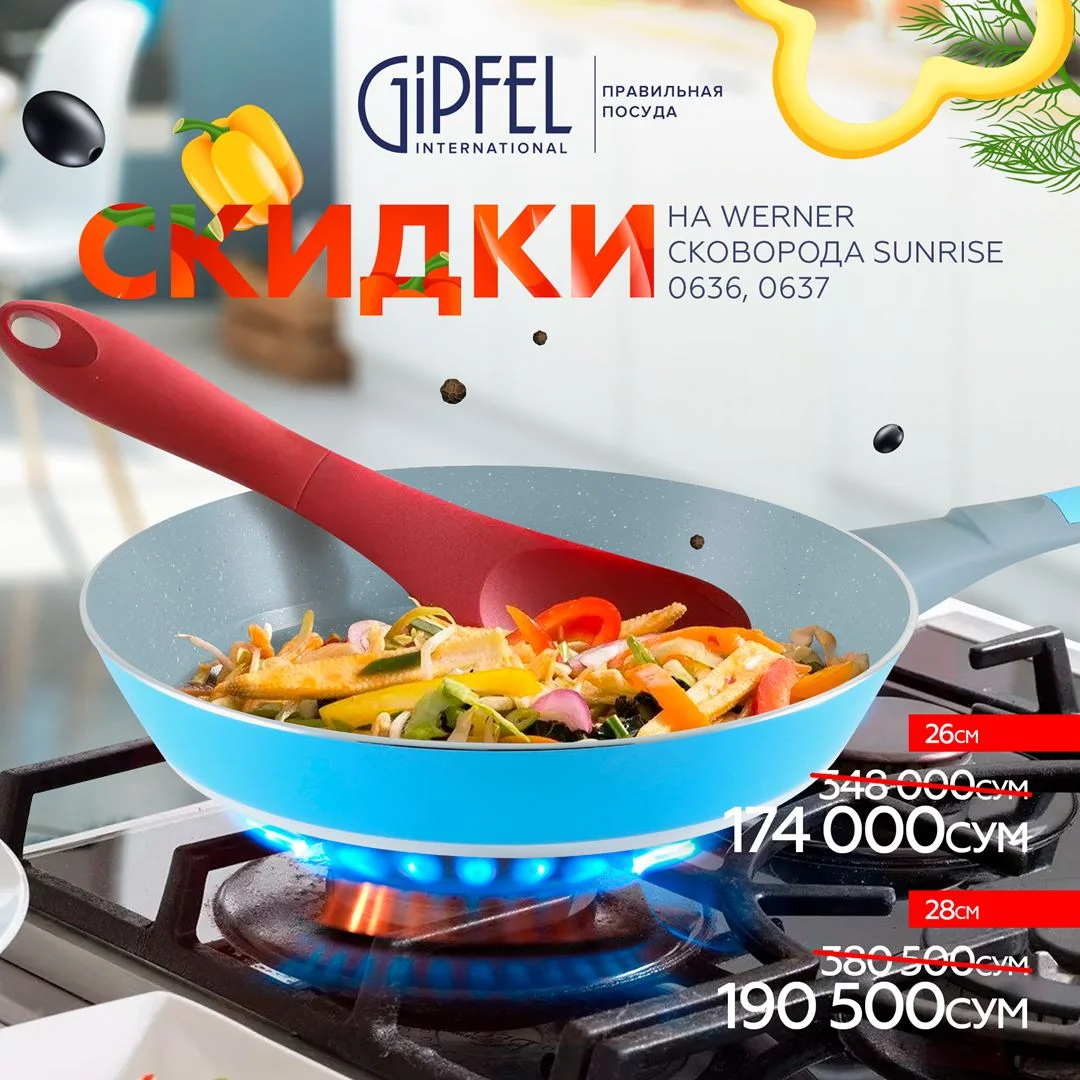 GiPFEL
INTERNATIONAL
ПРАВИЛЬНАЯ
ПОСУДА
СКИДКИ
НА WERNER
СКОВОРОДА SUNRISE
0636, 0637
26СМ
348 000СУМ
174 000СУМ
28СМ
380 500СУМ
190 500СУМ